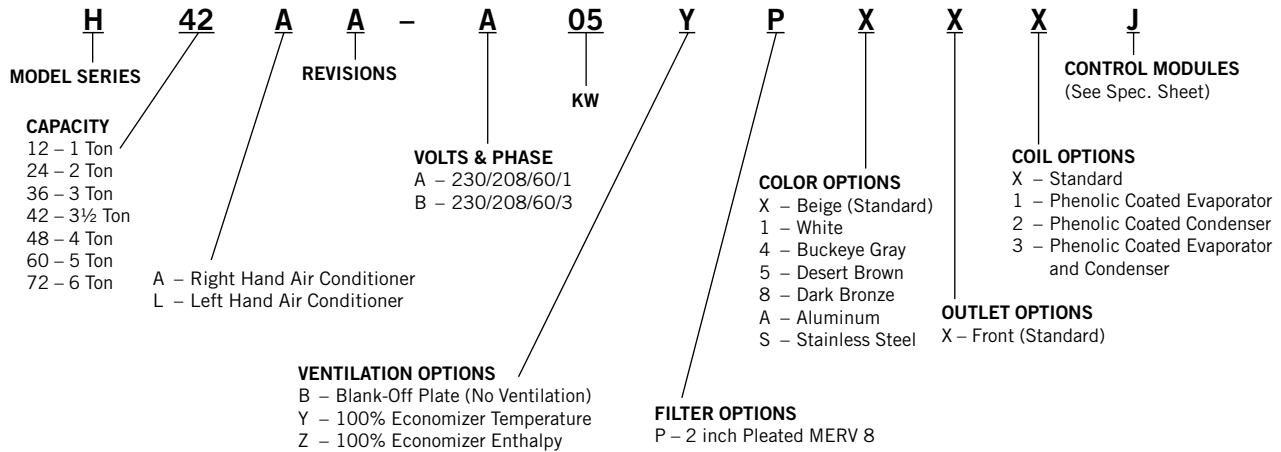 H 42 A A – A 05 Y P X X X J
MODEL SERIES
CAPACITY
12 – 1 Ton
24 – 2 Ton
36 – 3 Ton
42 – 3½ Ton
48 – 4 Ton
60 – 5 Ton
72 – 6 Ton
A – Right Hand Air Conditioner
L – Left Hand Air Conditioner
REVISIONS
VOLTS & PHASE
A – 230/208/60/1
B – 230/208/60/3
KW
VENTILATION OPTIONS
B – Blank-Off Plate (No Ventilation)
Y – 100% Economizer Temperature
Z – 100% Economizer Enthalpy
FILTER OPTIONS
P – 2 inch Pleated MERV 8
COLOR OPTIONS
X – Beige (Standard)
1 – White
4 – Buckeye Gray
5 – Desert Brown
8 – Dark Bronze
A – Aluminum
S – Stainless Steel
OUTLET OPTIONS
X – Front (Standard)
COIL OPTIONS
X – Standard
1 – Phenolic Coated Evaporator
2 – Phenolic Coated Condenser
3 – Phenolic Coated Evaporator
and Condenser
CONTROL MODULES
(See Spec. Sheet)